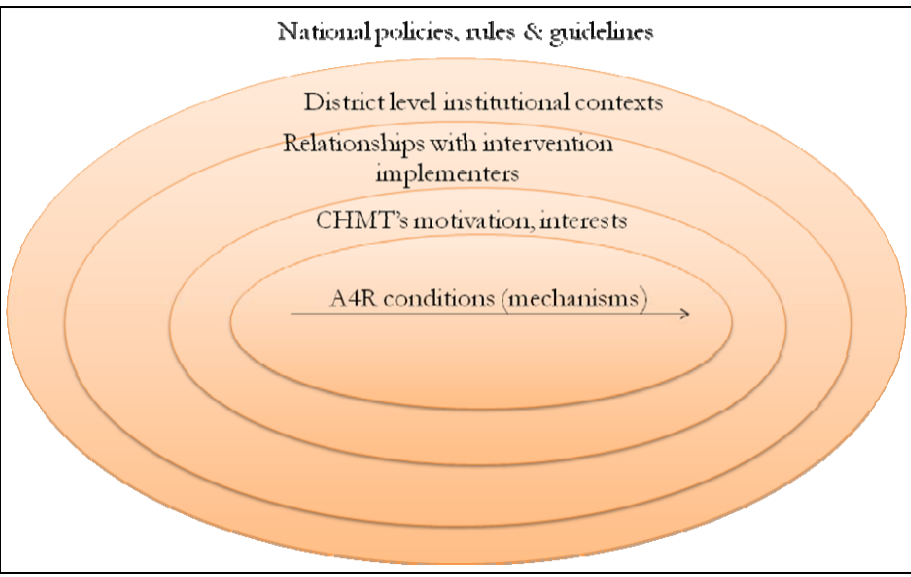 National policies, rules & guidelines
District level institutional contexts
Relationships with intervention
implementers
CHMT's motivation, interests
A4R conditions (mechanisms)